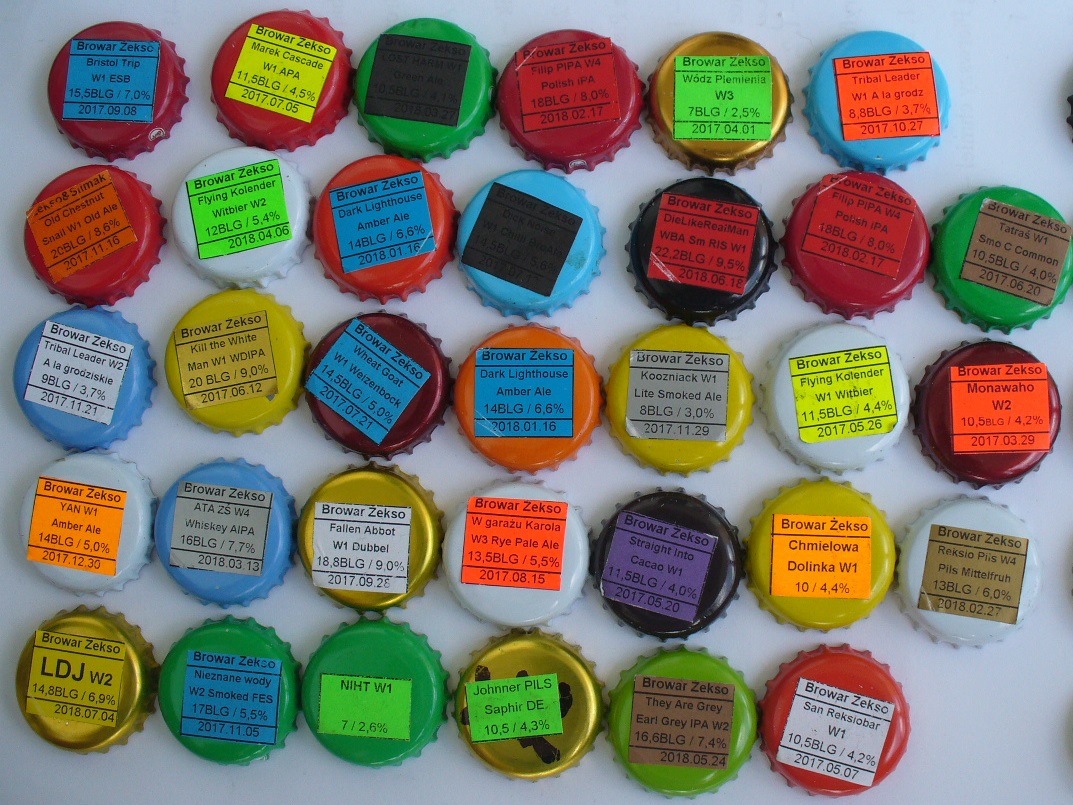 Browar Zekso
Bristol Trip
W1 ESB
15,5BLG / 7,0%
2017.09.08
Browar Zekso
Marek Cascade
W1 APA
11,5BLG / 4,5%
2017.07.05
Browar Zekso
LOST HARM W1
Green Ale
2018.03.27
Browar Zekso
Filip PIPA W4
Polish IPA
18BLG / 8,0%
2018.02.17
Browar Zekso
Wódz Plemienia
W3
7BLG / 2,5%
2017.04.01
Browar Zekso
Tribal Leader
W1 A la grodz
8,8BLG / 3,7%
2017.10.27
Zekso& Silmak
Old Chestnut
Snail W1 Old Ale
20BLG / 8,6%
2017.11.16
Browar Zekso
Flying Kolender
Witbier W2
12BLG / 5,4%
2018.04.06
Browar Zekso
Dark Lighthouse
Amber Ale
14BLG / 6,6%
2018.01.16
Browar Zekso
DieLikeRealMan
WBA Sm RIS W1
22,2BLG / 9,5%
2018.06.18
Browar Zekso
Filip PIPA W4
Polish IPA
18BLG / 8,0%
2018.02.17
Browar Zekso
Tatraś W1
Smo C Common
10,5BLG / 4,0%
2017.06.20
Browar Zekso
Tribal Leader W2
A la grodziskie
9BLG / 3,7%
2017.11.21
Browar Zekso
Kill the White
Man W1 WDIPA
20 BLG / 9,0%
2017.06.12
Browar Zekso
Wheat Goat
W1 Weizenbock
14,5BLG / 5,0%
2017.07.21
Browar Zekso
Dark Lighthouse
Amber Ale
14BLG / 6,6%
2018.01.16
Browar Zekso
Koozniack W1
Lite Smoked Ale
8BLG / 3,0%
2017.11.29
Browar Zekso
Flying Kolender
W1 Witbier
11,5BLG / 4,4%
2017.05.26
Browar Zekso
Monawaho
W2
10,5BLG / 4,2%
2017.03.29
Browar Zekso
YAN W1
Amber Ale
14BLG / 5,0%
2017.12.30
Browar Zekso
ATA ZS W4
Whiskey AIPA
16BLG / 7,7%
2018.03.13
Browar Zekso
Fallen Abbot
W1 Dubbel
18,8BLG / 9,0%
2017.09.28
W garażu Karola
W3 Rye Pale Ale
13,5BLG / 5,5%
2017.08.15
Browar Zekso
Straight Into
Cacao W1
11,5BLG / 4,0%
2017.05.20
Browar Żekso
Chmielowa
Dolinka W1
10 / 4,4%
Browar Zekso
Reksio Piis W4
Pils Mittelfruh
13BLG / 6,0%
2018.02.27
Browar Zekso
LDJ W2
14,8BLG / 6,9%
2018.07.04
Browar Zekso
Nieznane wody
W2 Smoked FES
17BLG / 5,5%
2017.11.05
NIHT W1
7 / 2,6%
Johnner PILS
Saphir DE.
10,5 / 4,3%
Browar Zekso
They Are Grey
Earl Grey IPA W2
16,6BLG / 7,4%
2018.05.24
Browar Zekso
San Reksiobar
W1
10,5BLG / 4,2%
2017.05.07